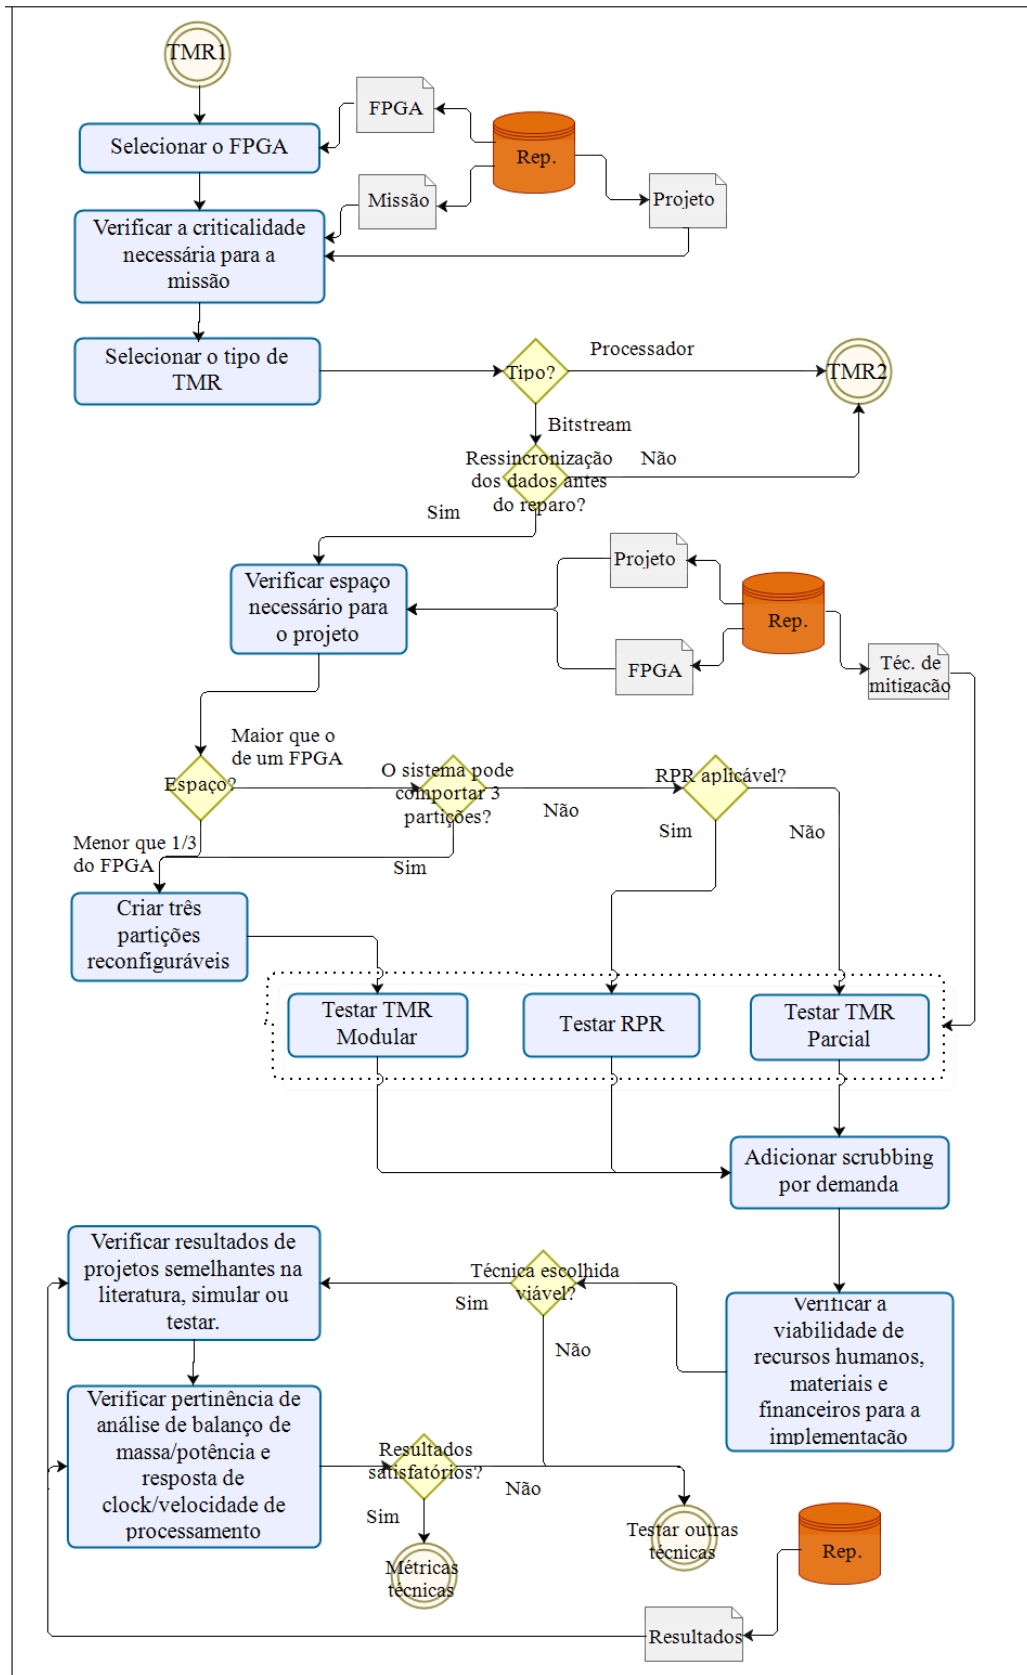 TMR1
FPGA
Selecionar o FPGA
Rep.
Missão
Projeto
Verificar a criticalidade
necessária para a
missão
Selecionar o tipo de
TMR
Tipo?
Processador
TMR2
Bitstream
Ressincronização
dos dados antes
do reparo?
Não
Sim
Verificar espaço
necessário para
o projeto
Projeto
Rep.
FPGA
Téc. de
mitigação
Maior que o
de um FPGA
Espaço?
O sistema pode
comportar 3
partições?
Não
RPR aplicável?
Sim
Não
Menor que 1/3
do FPGA
Sim
Criar três
partições
reconfiguráveis
Testar TMR
Modular
Testar RPR
Testar TMR
Parcial
Adicionar scrubbing
por demanda
Verificar resultados de
projetos semelhantes na
literatura, simular ou
testar.
Técnica escolhida
viável?
Sim
Não
Verificar a
viabilidade de
recursos humanos,
materiais e
financeiros para a
implementação
Verificar pertinência de
análise de balanço de
massa/potência e
resposta de
clock/velocidade de
processamento
Resultados
satisfatórios?
Não
Sim
Métricas
técnicas
Testar outras
técnicas
Rep.
Resultados